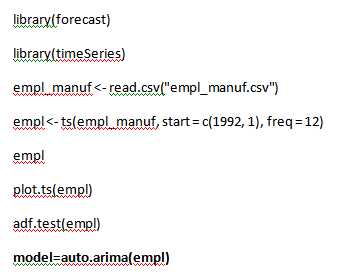 library(forecast)
library(timeSeries)
empl_manuf <- read.csv("empl_manuf.csv")
empl <- ts(empl_manuf, start = c(1992, 1), freq = 12)
empl
plot.ts(empl)
adf.test(empl)
model=auto.arima(empl)